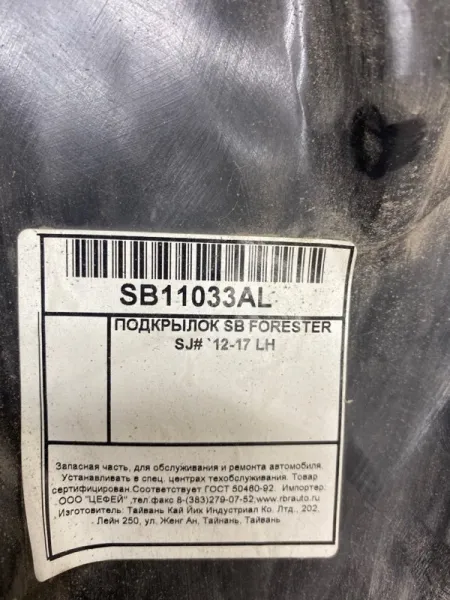 SB11033AL
ПОДКРЫЛОК SB FORESTER
SJ# `12-17 LH
Запасная часть, для обслуживания и ремонта автомобиля.
Устанавливать в спец. центрах техобслуживания. Товар
сертифицирован.Соответствует ГОСТ 50460-92. Импортер:
ООО "ЦЕФЕЙ" ,тел.факс 8-(383)279-07-52,www.rbrauto.ru
Изготовитель: Тайвань Кай Йих Индустриал Ко. Лтд., 202,
Лейн 250, ул. Женг Ан, Тайнань, Тайвань